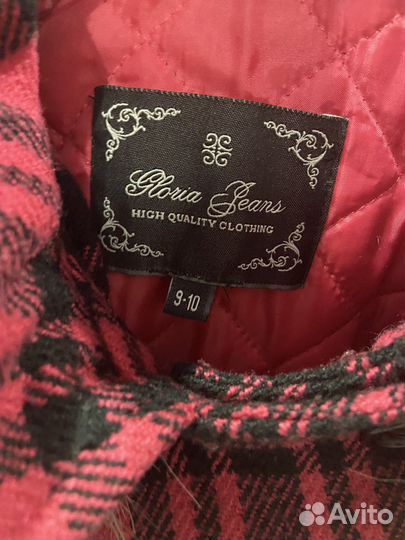 Gloria Jeans
HIGH QUALITY CLOTHING
9-10
Avito